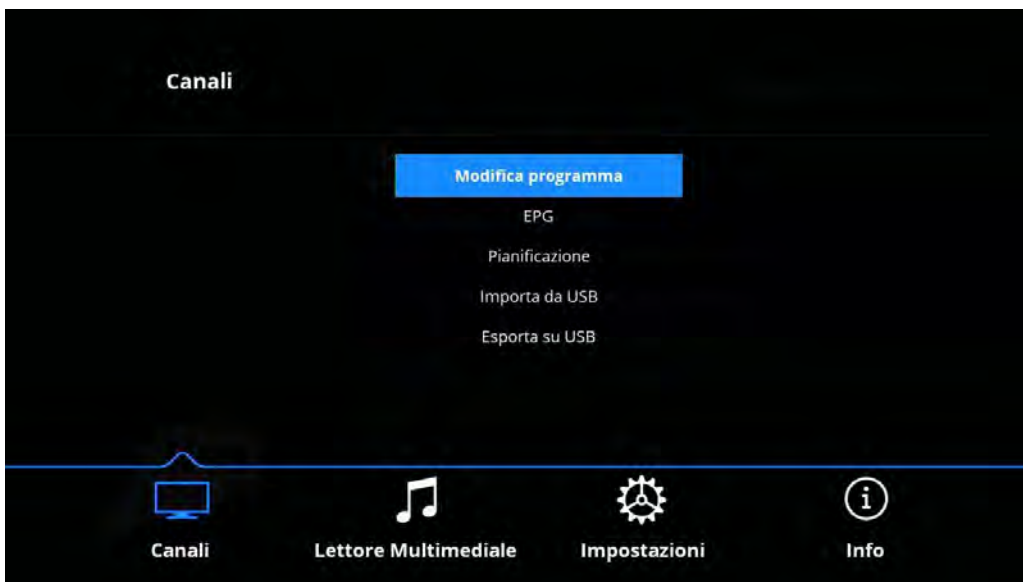 Canali
Modifica programma
EPG
Pianificazione
Importa da USB
Esporta su USB
Canali Lettore Multimediale Impostazioni Info